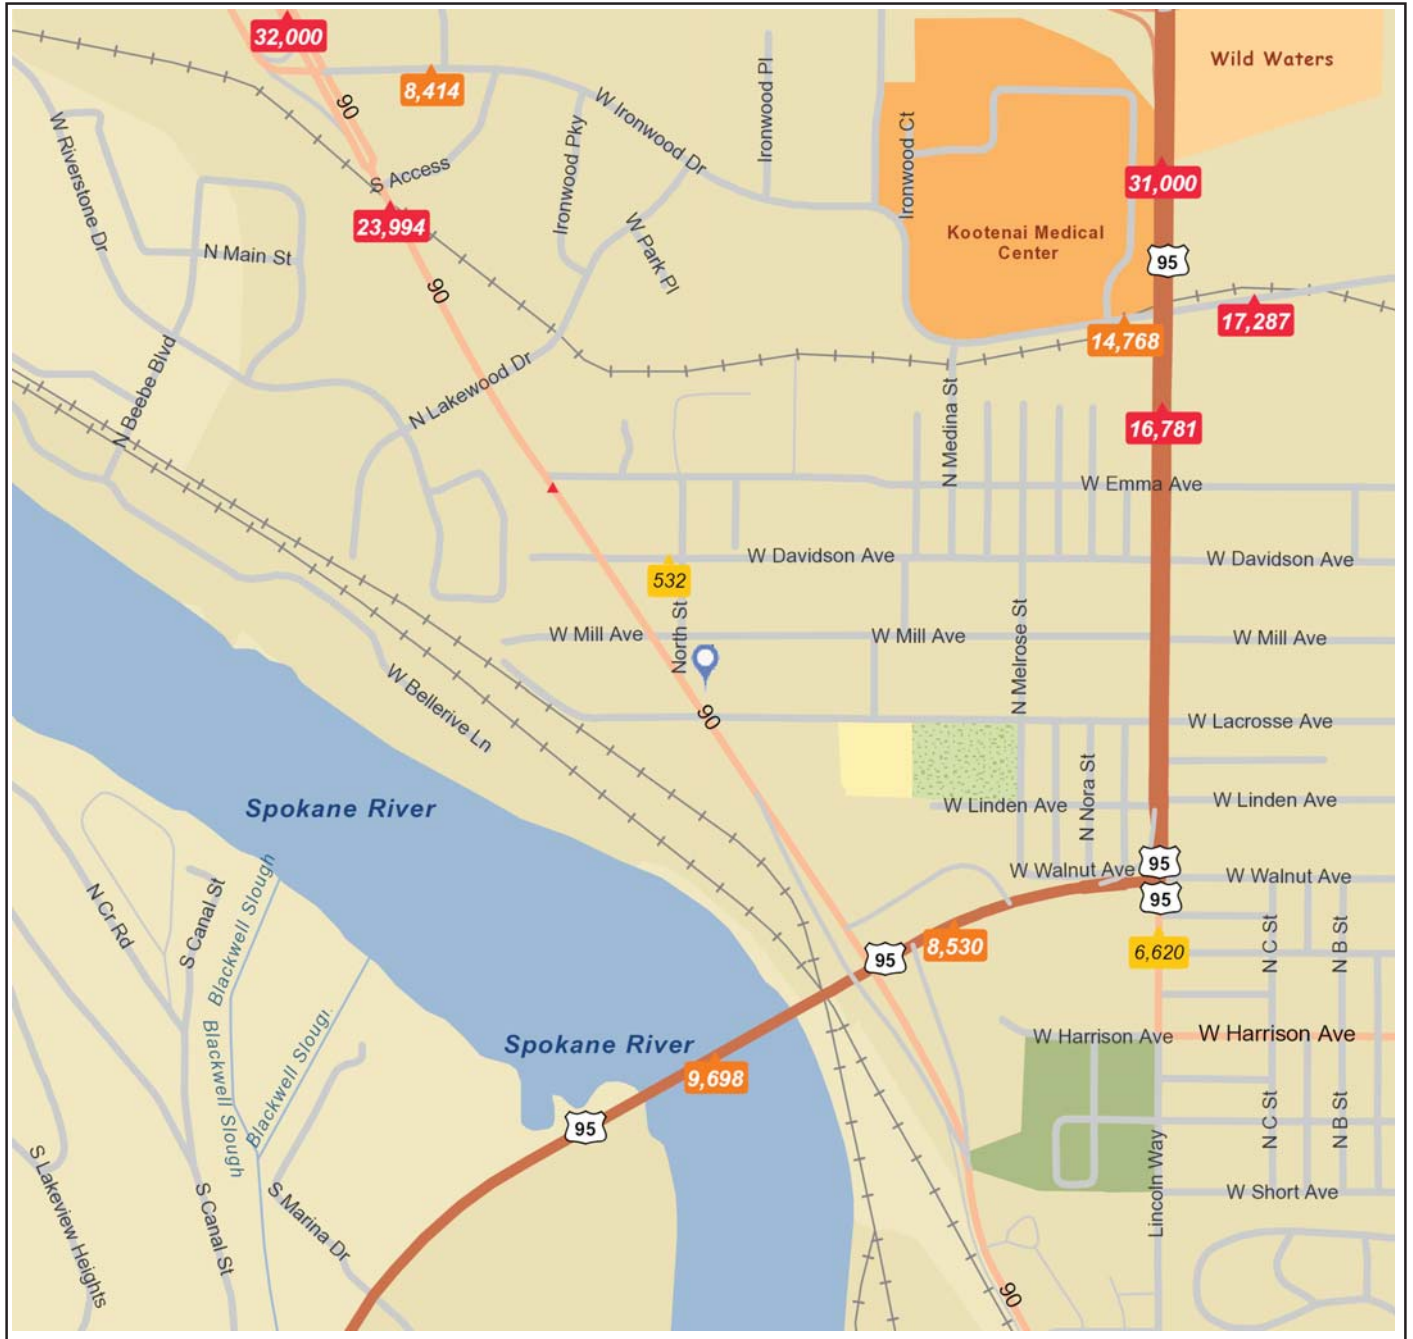 32,000
Wild Waters
8,414
90
W Ironwood Dr
Ironwood Pl
W Riverstone Dr
Ironwood Pky
Ironwood Ct
S Access
31,000
23,994
W Park Pl
Kootenai Medical
Center
N Main St
95
90
17,287
14,768
N Beebe Blvd
N Lakewood Dr
N Medina St
16,781
W Emma Ave
W Davidson Ave
W Davidson Ave
532
W Mill Ave
North St
W Mill Ave
N Melrose St
W Mill Ave
W Bellerive Ln
90
W Lacrosse Ave
Spokane River
N Nora St
W Linden Ave
W Linden Ave
W Walnut Ave
95
W Walnut Ave
95
N Cr Rd
S Canal St
Blackwell Slough
95
8,530
6,620
N C St
N B St
Spokane River
W Harrison Ave
W Harrison Ave
Blackwell Slough
Blackwell Slougi
9,698
95
N C St
N B St
S Lakeview Heights
S Canal St
S Marina Dr
Lincoln Way
W Short Ave
90